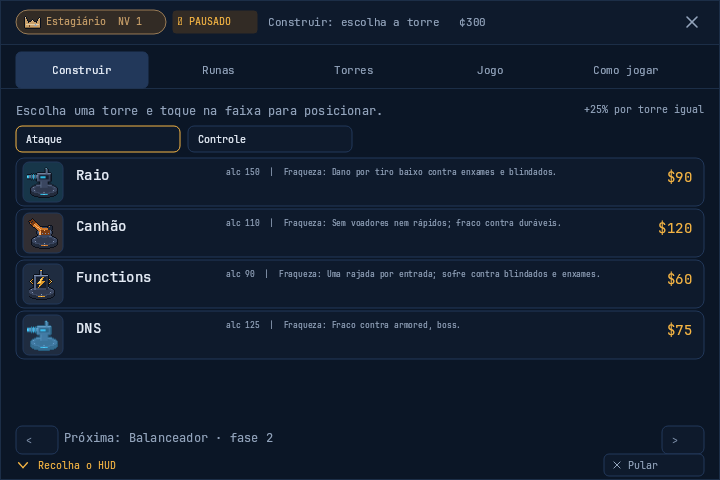 Estagiário NV 1
PAUSADO
Construir: escolha a torre $300
Construir Runas Torres Jogo Como jogar
Escolha uma torre e toque na faixa para posicionar. +25% por torre igual
Ataque Controle
Raio alc 150 | Fraqueza: Dano por tiro baixo contra enxames e blindados. $90
Canhão alc 110 | Fraqueza: Sem voadores nem rápidos; fraco contra duráveis. $120
Functions alc 90 | Fraqueza: Uma rajada por entrada; sofre contra blindados e enxames. $60
DNS alc 125 | Fraqueza: Fraco contra armored, boss. $75
< Próxima: Balanceador · fase 2 >
Recolha o HUD
Pular